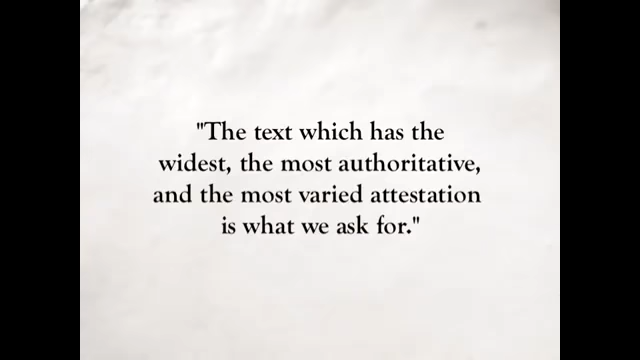 "The text which has the
widest, the most authoritative,
and the most varied attestation
is what we ask for."